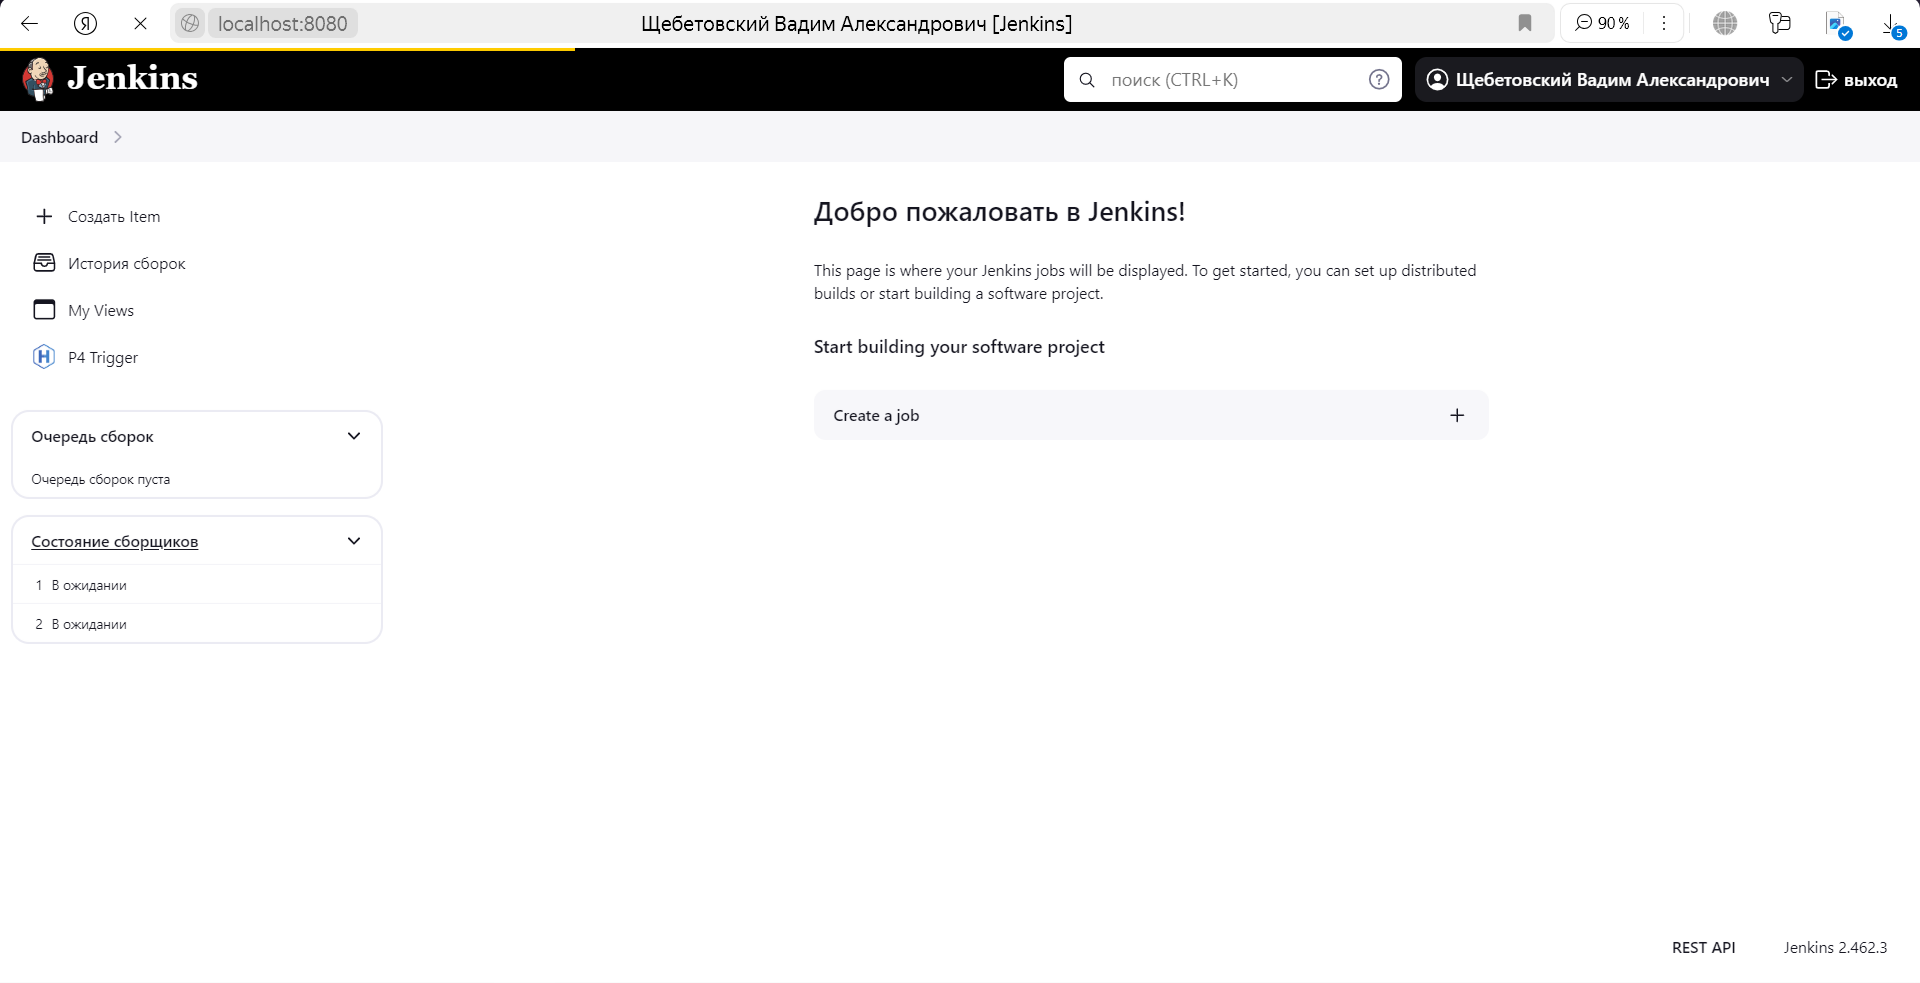 localhost:8080
Щебетовский Вадим Александрович [Jenkins]
90 %
5
Jenkins
поиск (CTRL+K)
Щебетовский Вадим Александрович
выход
Dashboard
Создать Item
История сборок
My Views
P4 Trigger
Очередь сборок
Очередь сборок пуста
Состояние сборщиков
1 В ожидании
2 В ожидании
Добро пожаловать в Jenkins!
This page is where your Jenkins jobs will be displayed. To get started, you can set up distributed
builds or start building a software project.
Start building your software project
Create a job
REST API
Jenkins 2.462.3